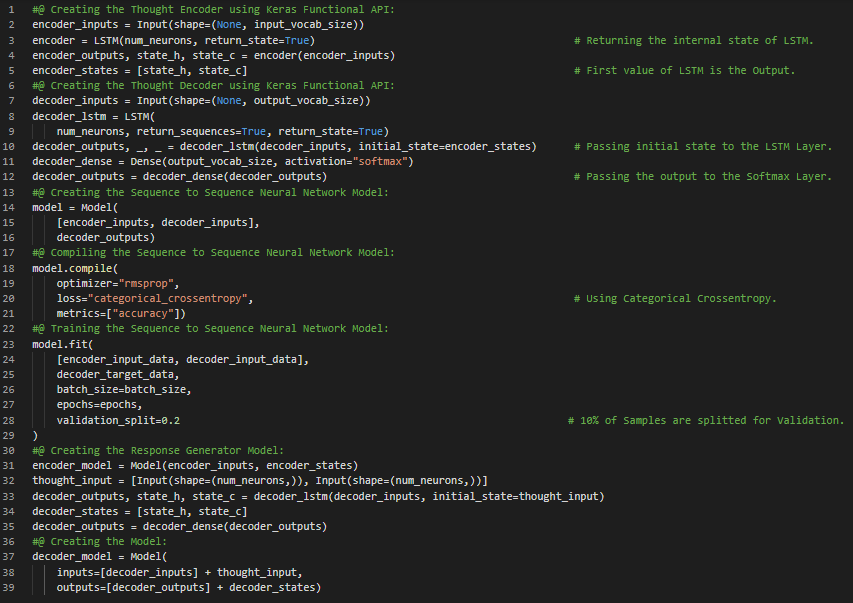 1 #@ Creating the Thought Encoder using Keras Functional API:
2 encoder_inputs = Input(shape=(None, input_vocab_size))
3 encoder = LSTM(num_neurons, return_state=True) # Returning the internal state of LSTM.
4 encoder_outputs, state_h, state_c = encoder(encoder_inputs)
5 encoder_states = [state_h, state_c] # First value of LSTM is the Output.
6 #@ Creating the Thought Decoder using Keras Functional API:
7 decoder_inputs = Input(shape=(None, output_vocab_size))
8 decoder_lstm = LSTM(
9 num_neurons, return_sequences=True, return_state=True)
10 decoder_outputs, _, _ = decoder_lstm(decoder_inputs, initial_state=encoder_states) # Passing initial state to the LSTM Layer.
11 decoder_dense = Dense(output_vocab_size, activation="softmax")
12 decoder_outputs = decoder_dense(decoder_outputs) # Passing the output to the Softmax Layer.
13 #@ Creating the Sequence to Sequence Neural Network Model:
14 model = Model(
15 [encoder_inputs, decoder_inputs],
16 decoder_outputs)
17 #@ Compiling the Sequence to Sequence Neural Network Model:
18 model.compile(
19 optimizer="rmsprop",
20 loss="categorical_crossentropy", # Using Categorical Crossentropy.
21 metrics=["accuracy"])
22 #@ Training the Sequence to Sequence Neural Network Model:
23 model.fit(
24 [encoder_input_data, decoder_input_data],
25 decoder_target_data,
26 batch_size=batch_size,
27 epochs=epochs,
28 validation_split=0.2 # 10% of Samples are splitted for Validation.
29 )
30 #@ Creating the Response Generator Model:
31 encoder_model = Model(encoder_inputs, encoder_states)
32 thought_input = [Input(shape=(num_neurons,)), Input(shape=(num_neurons,))]
33 decoder_outputs, state_h, state_c = decoder_lstm(decoder_inputs, initial_state=thought_input)
34 decoder_states = [state_h, state_c]
35 decoder_outputs = decoder_dense(decoder_outputs)
36 #@ Creating the Model:
37 decoder_model = Model(
38 inputs=[decoder_inputs] + thought_input,
39 outputs=[decoder_outputs] + decoder_states)